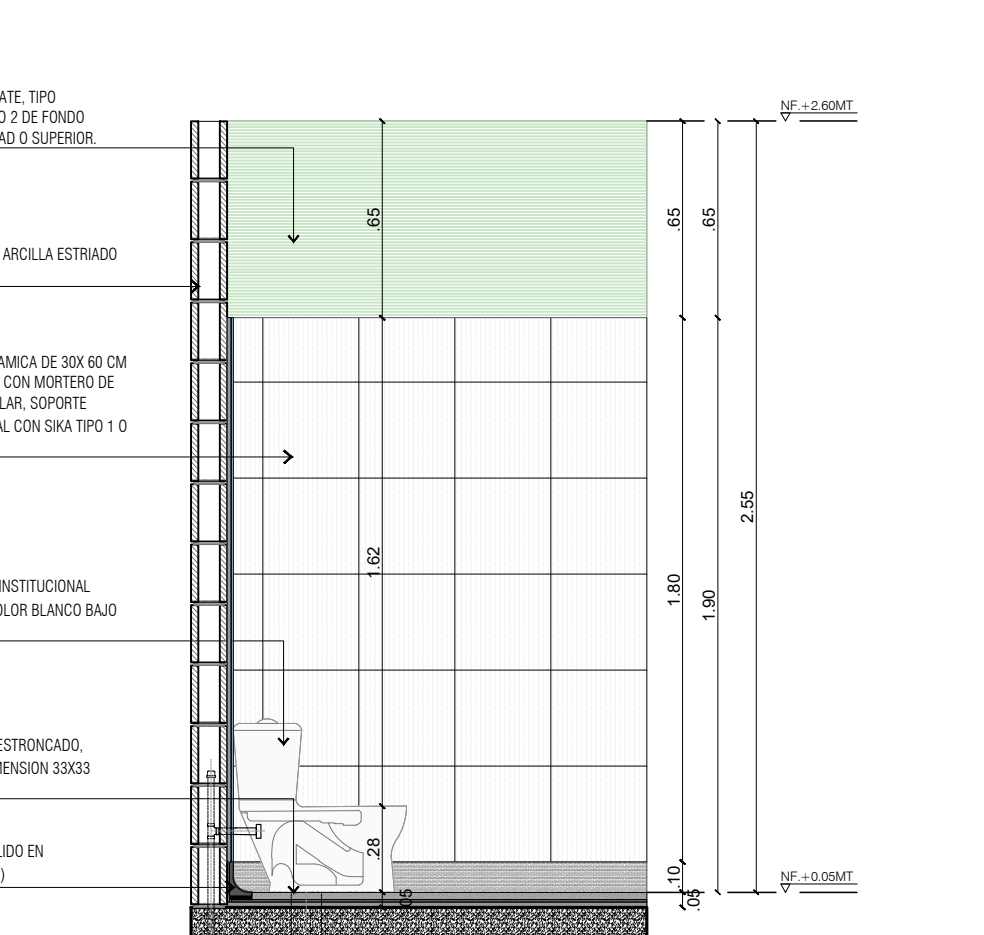 ATE, TIPO
O 2 DE FONDO
AD O SUPERIOR.
ARCILLA ESTRIADO
AMICA DE 30X 60 CM
CON MORTERO DE
LAR, SOPORTE
AL CON SIKA TIPO 1 O
INSTITUCIONAL
OLOR BLANCO BAJO
ESTRONCADO,
MENSION 33X33
LIDO EN
)
.65
1.62
.28
.05
.65
1.80
.10
.05
.65
1.90
2.55
NF.+2.60MT
NF.+0.05MT